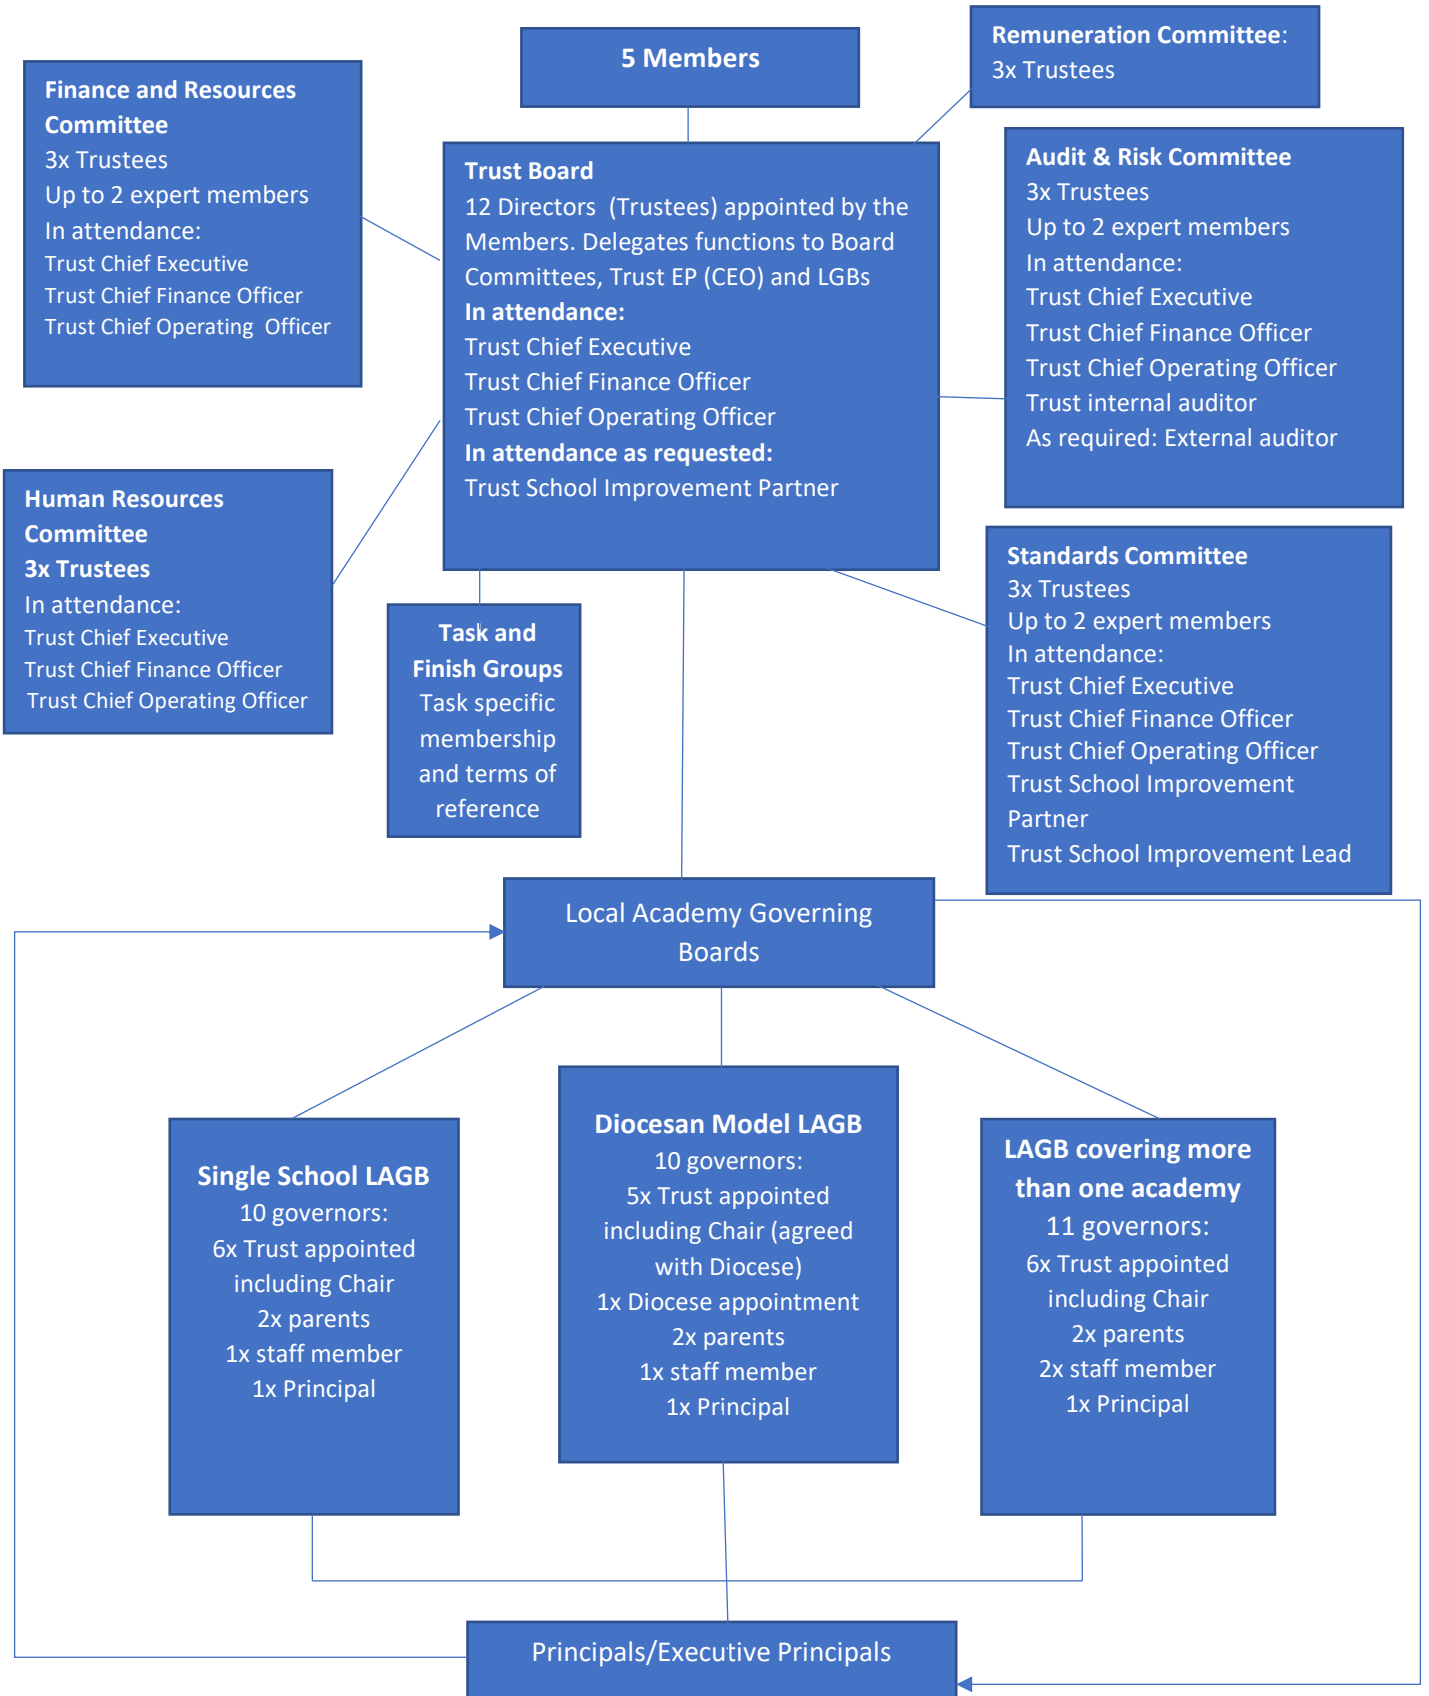 5 Members
Remuneration Committee:
3x Trustees
Finance and Resources
Committee
3x Trustees
Up to 2 expert members
In attendance:
Trust Chief Executive
Trust Chief Finance Officer
Trust Chief Operating  Officer
Trust Board
12 Directors  (Trustees) appointed by the
Members. Delegates functions to Board
Committees, Trust EP (CEO) and LGBs
In attendance:
Trust Chief Executive
Trust Chief Finance Officer
Trust Chief Operating Officer
In attendance as requested:
Trust School Improvement Partner
Audit & Risk Committee
3x Trustees
Up to 2 expert members
In attendance:
Trust Chief Executive
Trust Chief Finance Officer
Trust Chief Operating Officer
Trust internal auditor
As required: External auditor
Human Resources
Committee
3x Trustees
In attendance:
Trust Chief Executive
Trust Chief Finance Officer
Trust Chief Operating Officer
Task and
Finish Groups
Task specific
membership
and terms of
reference
Standards Committee
3x Trustees
Up to 2 expert members
In attendance:
Trust Chief Executive
Trust Chief Finance Officer
Trust Chief Operating Officer
Trust School Improvement
Partner
Trust School Improvement Lead
Local Academy Governing
Boards
Single School LAGB
10 governors:
6x Trust appointed
including Chair
2x parents
1x staff member
1x Principal
Diocesan Model LAGB
10 governors:
5x Trust appointed
including Chair (agreed
with Diocese)
1x Diocese appointment
2x parents
1x staff member
1x Principal
LAGB covering more
than one academy
11 governors:
6x Trust appointed
including Chair
2x parents
2x staff member
1x Principal
Principals/Executive Principals